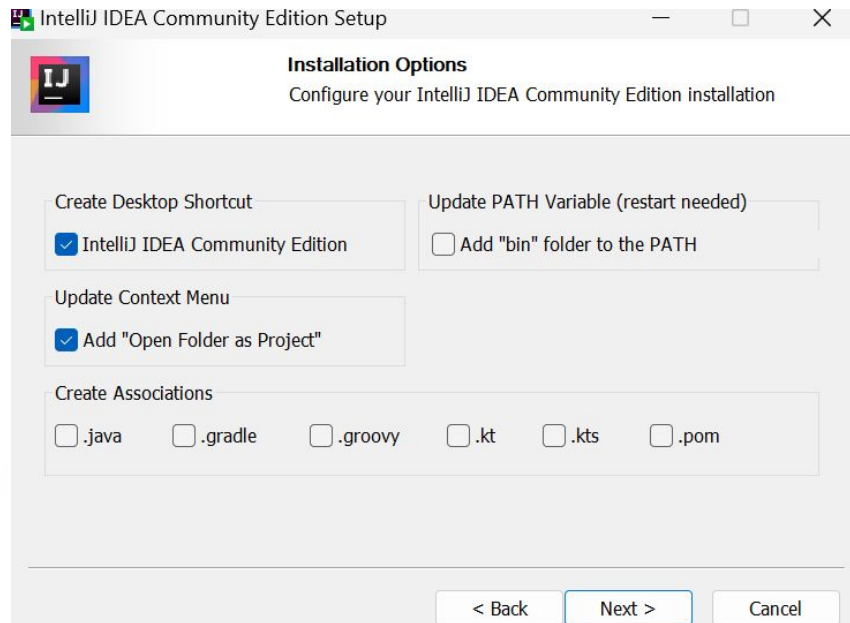 IntelliJ IDEA Community Edition Setup
IJ
Installation Options
Configure your IntelliJ IDEA Community Edition installation
Create Desktop Shortcut
IntelliJ IDEA Community Edition
Update PATH Variable (restart needed)
Add "bin" folder to the PATH
Update Context Menu
Add "Open Folder as Project"
Create Associations
.java .gradle .groovy .kt .kts .pom
< Back Next > Cancel